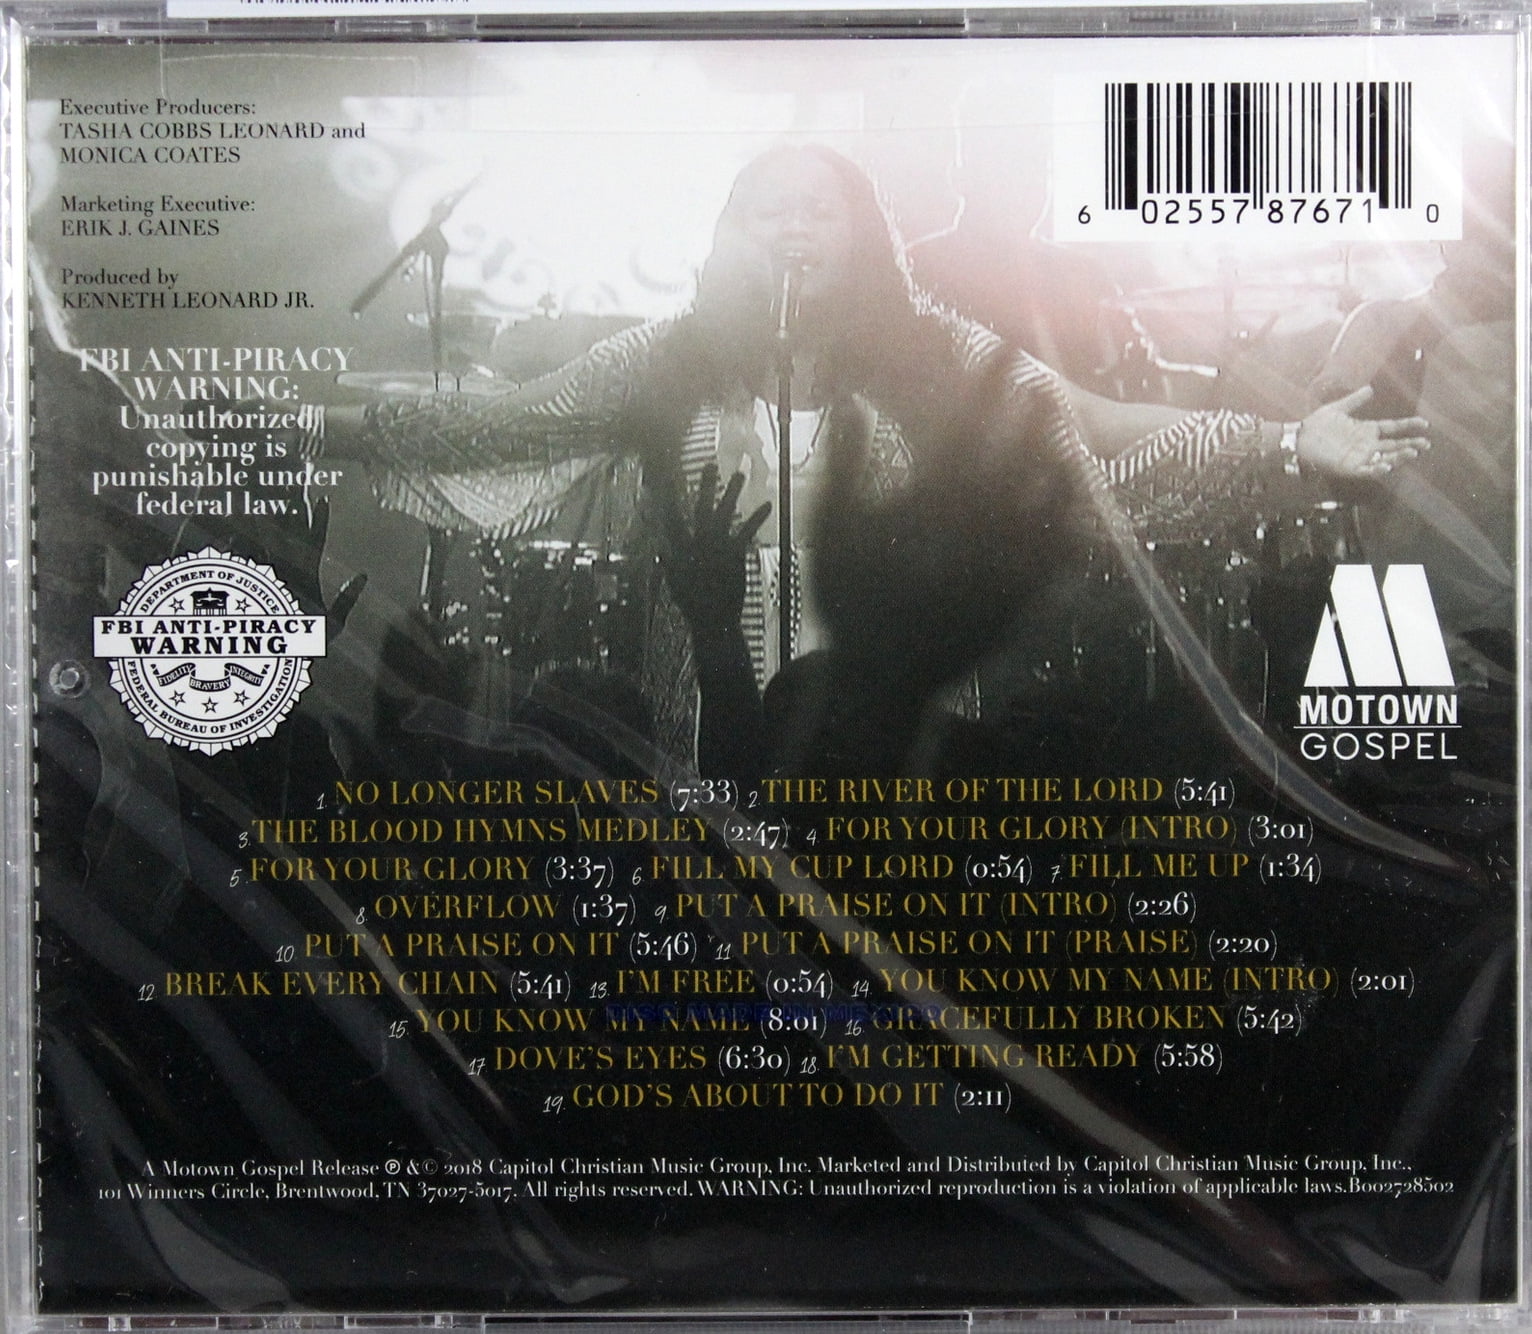 Executive Producers:
TASHA COBBS LEONARD and
MONICA COATES
Marketing Executive:
ERIK J. GAINES
Produced by
KENNETH LEONARD JR.
FBI ANTI-PIRACY
WARNING:
Unauthorized
copying is
punishable under
federal law.
DEPARTMENT OF JUSTICE
FBI ANTI-PIRACY
WARNING
FIDELITY BRAVERY INTEGRITY
FEDERAL BUREAU OF INVESTIGATION
6 02557 87671 0
MOTOWN
GOSPEL
1. NO LONGER SLAVES (7:33) 2. THE RIVER OF THE LORD (5:41)
3. THE BLOOD HYMNS MEDLEY (2:47) 4. FOR YOUR GLORY (INTRO) (3:01)
5. FOR YOUR GLORY (3:37) 6. FILL MY CUP LORD (0:54) 7. FILL ME UP (1:34)
8. OVERFLOW (1:37) 9. PUT A PRAISE ON IT (INTRO) (2:26)
10. PUT A PRAISE ON IT (5:46) 11. PUT A PRAISE ON IT (PRAISE) (2:20)
12. BREAK EVERY CHAIN (5:41) 13. I'M FREE (0:54) 14. YOU KNOW MY NAME (INTRO) (2:01)
DISC MADE IN MEXICO
15. YOU KNOW MY NAME (8:01) 16. GRACEFULLY BROKEN (5:42)
17. DOVE'S EYES (6:30) 18. I'M GETTING READY (5:58)
19. GOD'S ABOUT TO DO IT (2:11)
A Motown Gospel Release ℗ & © 2018 Capitol Christian Music Group, Inc. Marketed and Distributed by Capitol Christian Music Group, Inc.,
101 Winners Circle, Brentwood, TN 37027-5017. All rights reserved. WARNING: Unauthorized reproduction is a violation of applicable laws.B002728502